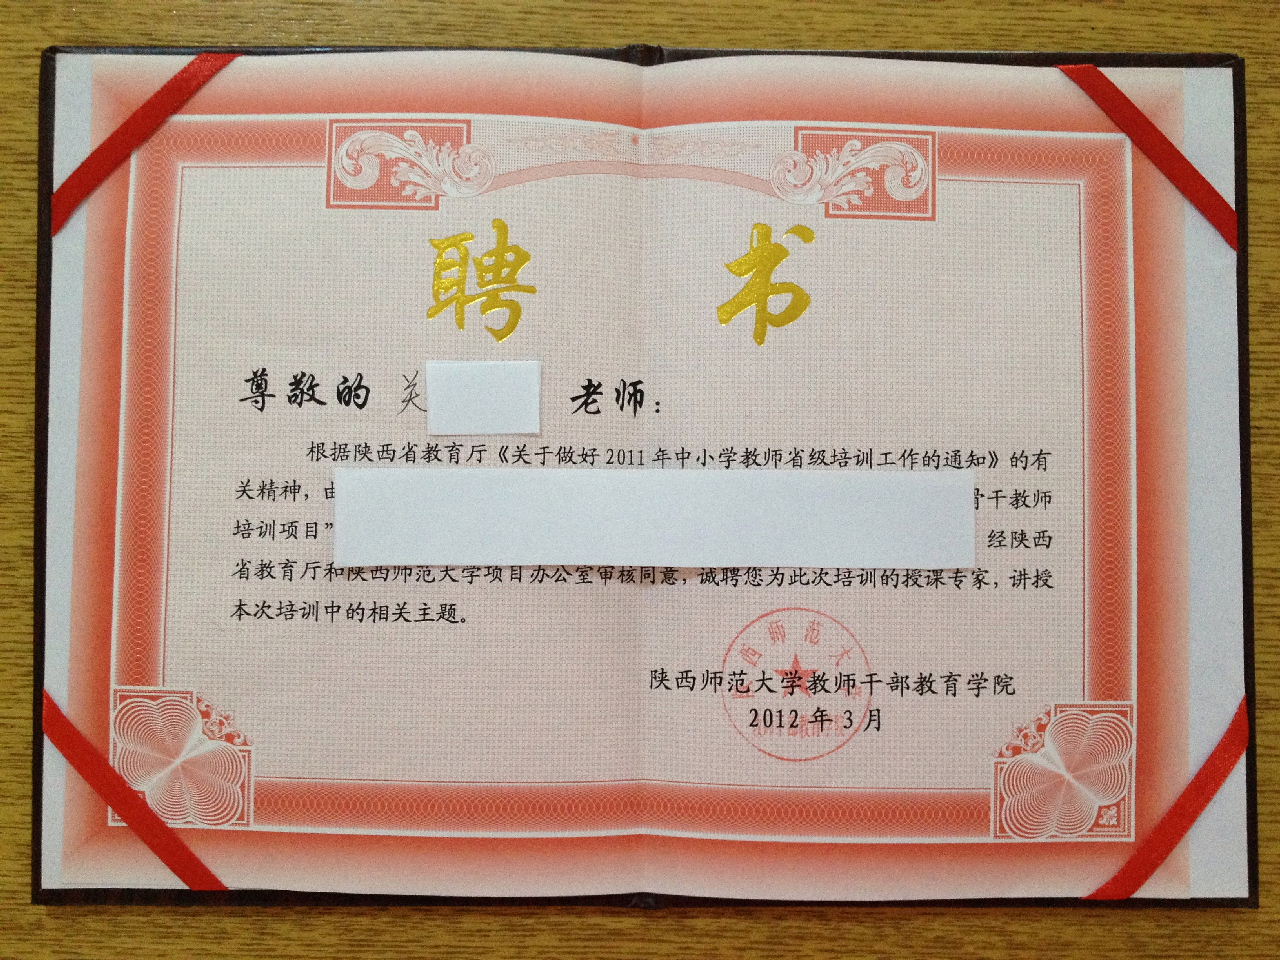 聘书
尊敬的 关 老师：
根据陕西省教育厅《关于做好2011年中小学教师省级培训工作的通知》的有
关精神，由 骨干教师
培训项目” 经陕西
省教育厅和陕西师范大学项目办公室审核同意，诚聘您为此次培训的授课专家，讲授
本次培训中的相关主题。
陕西师范大学
陕西师范大学教师干部教育学院
2012年3月